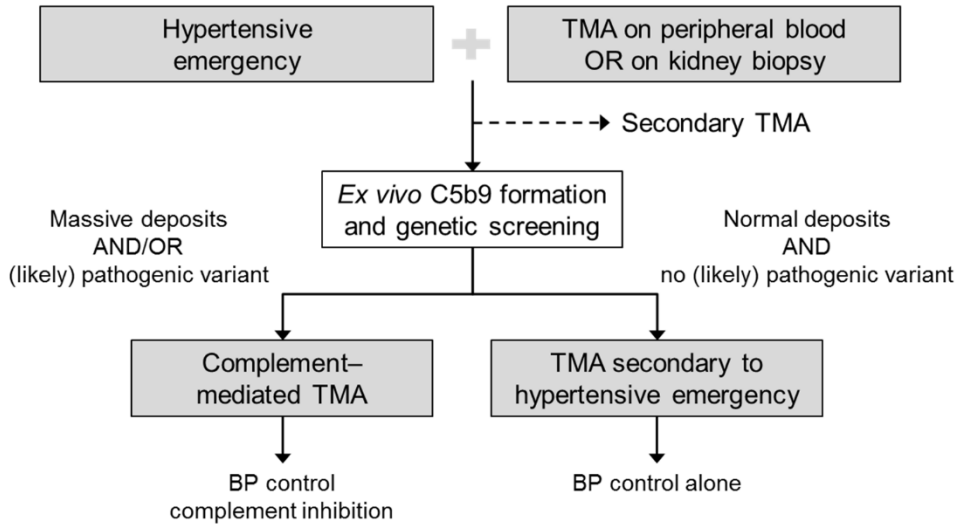 Hypertensive
emergency
TMA on peripheral blood
OR on kidney biopsy
Secondary TMA
Ex vivo C5b9 formation
and genetic screening
Massive deposits
AND/OR
(likely) pathogenic variant
Normal deposits
AND
no (likely) pathogenic variant
Complement–
mediated TMA
TMA secondary to
hypertensive emergency
BP control
complement inhibition
BP control alone